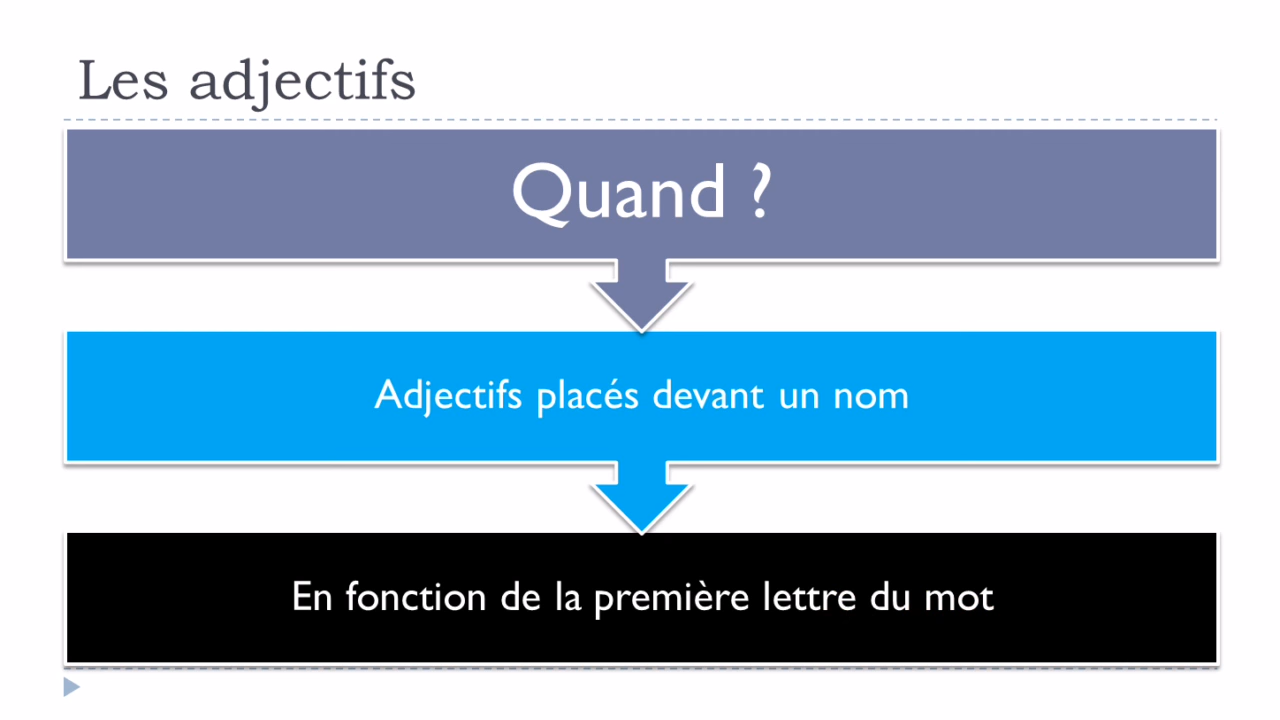 Les adjectifs
Quand ?
Adjectifs placés devant un nom
En fonction de la première lettre du mot